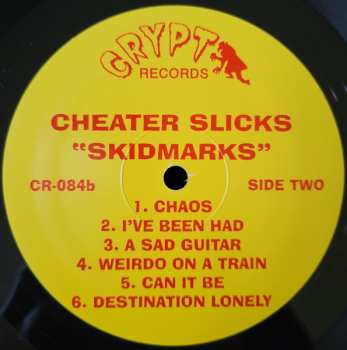 CRYPT
RECORDS
CHEATER SLICKS
"SKIDMARKS"
CR-084b SIDE TWO
1. CHAOS
2. I'VE BEEN HAD
3. A SAD GUITAR
4. WEIRDO ON A TRAIN
5. CAN IT BE
6. DESTINATION LONELY